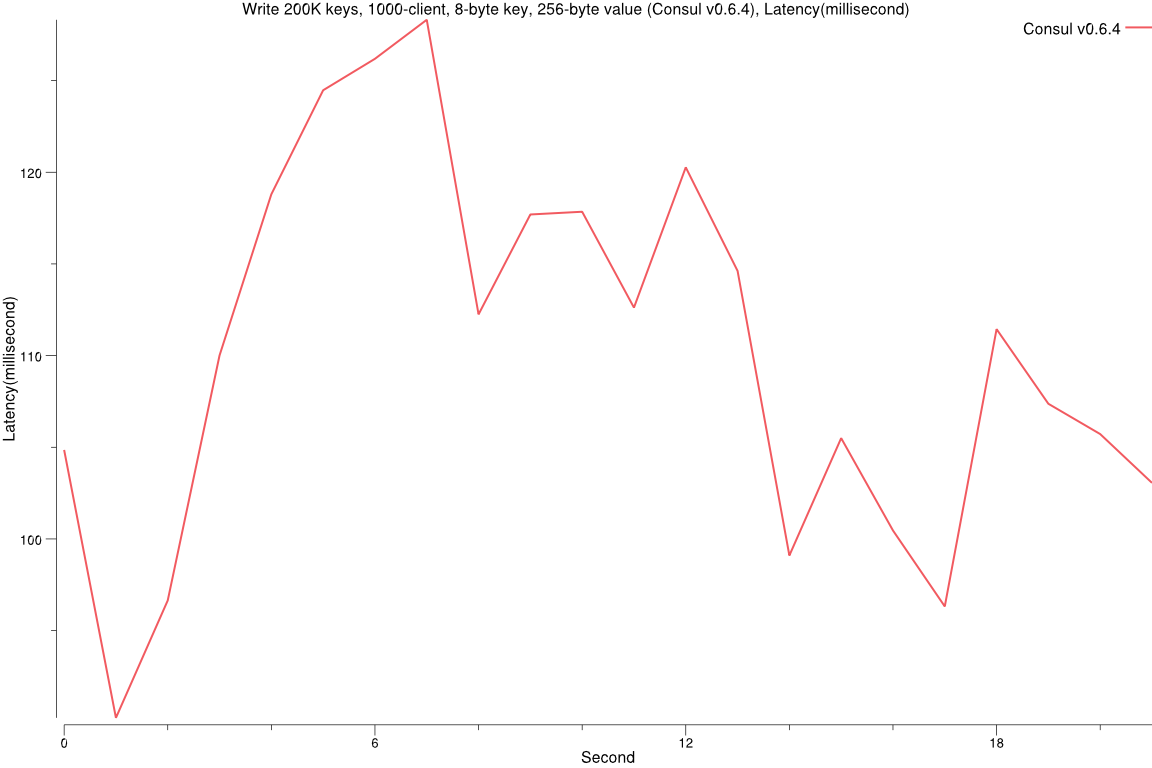 Write 200K keys, 1000-client, 8-byte key, 256-byte value (Consul v0.6.4), Latency(millisecond)
Consul v0.6.4
120
110
100
Latency(millisecond)
0 6 12 18
Second